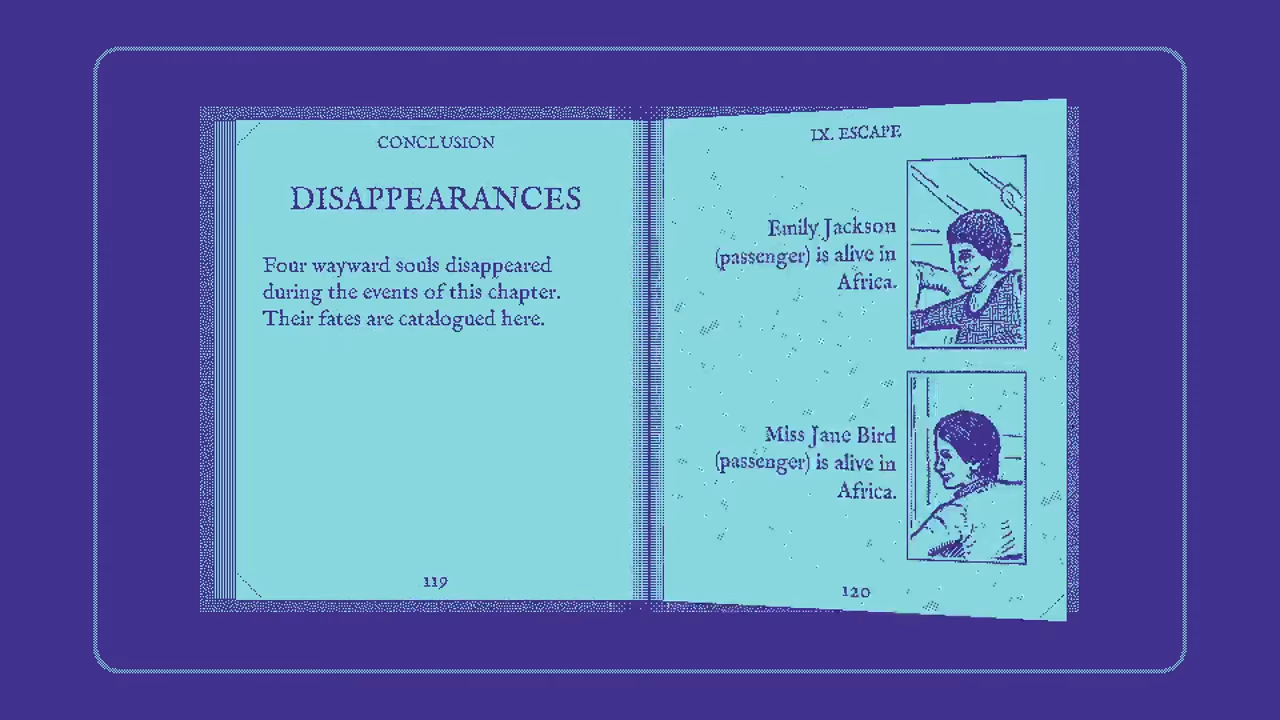 CONCLUSION
DISAPPEARANCES
Four wayward souls disappeared
during the events of this chapter.
Their fates are catalogued here.
119
IX. ESCAPE
Emily Jackson
(passenger) is alive in
Africa.
Miss Jane Bird
(passenger) is alive in
Africa.
120